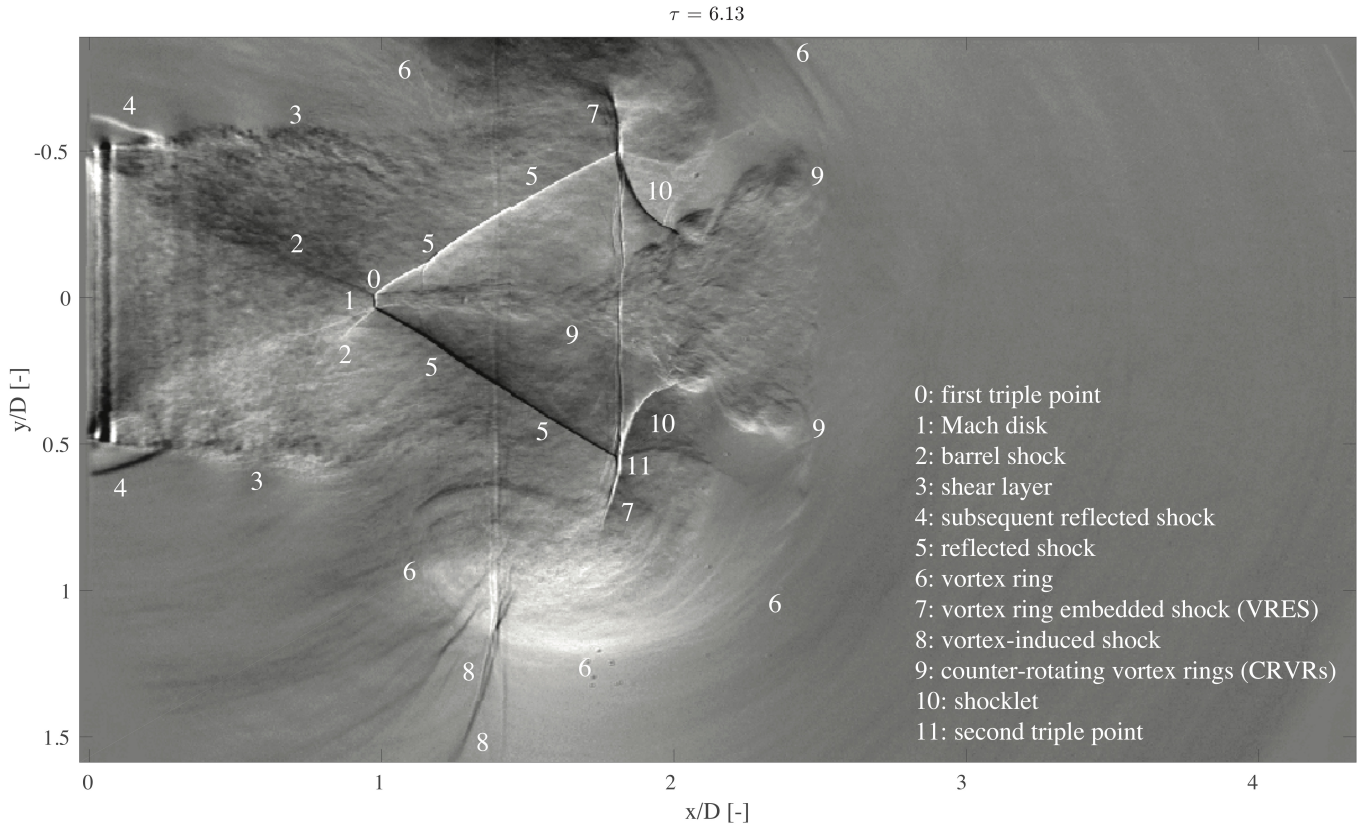 τ = 6.13
6
6
4
7
3
-0.5
9
5
10
5
2
0
0
1
9
2
5
0: first triple point
10
9
1: Mach disk
5
0.5
2: barrel shock
11
3
4
3: shear layer
7
4: subsequent reflected shock
5: reflected shock
6
6: vortex ring
1
6
7: vortex ring embedded shock (VRES)
8: vortex-induced shock
8
6
9: counter-rotating vortex rings (CRVRs)
10: shocklet
1.5
8
11: second triple point
0 1 2 3 4
x/D [-]
y/D [-]